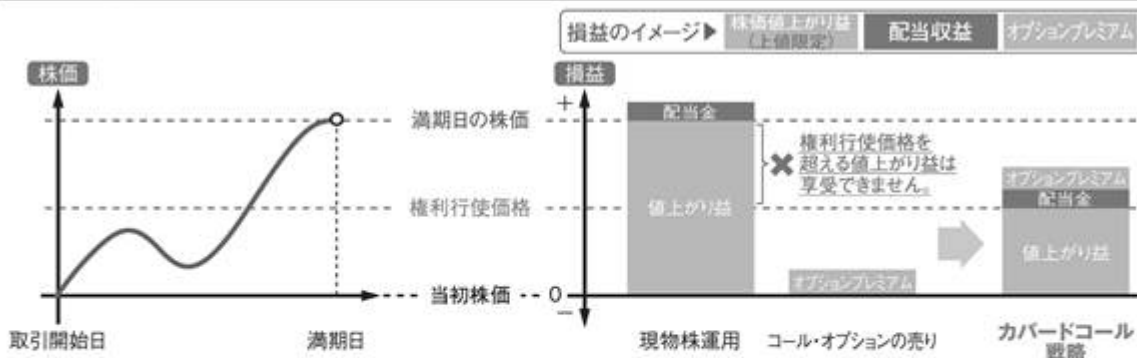 損益のイメージ▶
株価値上がり益
(上値限定)
配当収益
オプションプレミアム
株価
損益
+
満期日の株価
権利行使価格
当初株価
0
−
取引開始日
満期日
配当金
値上がり益
権利行使価格を
超える値上がり益は
享受できません。
オプションプレミアム
オプションプレミアム
配当金
値上がり益
現物株運用
コール・オプションの売り
カバードコール
戦略